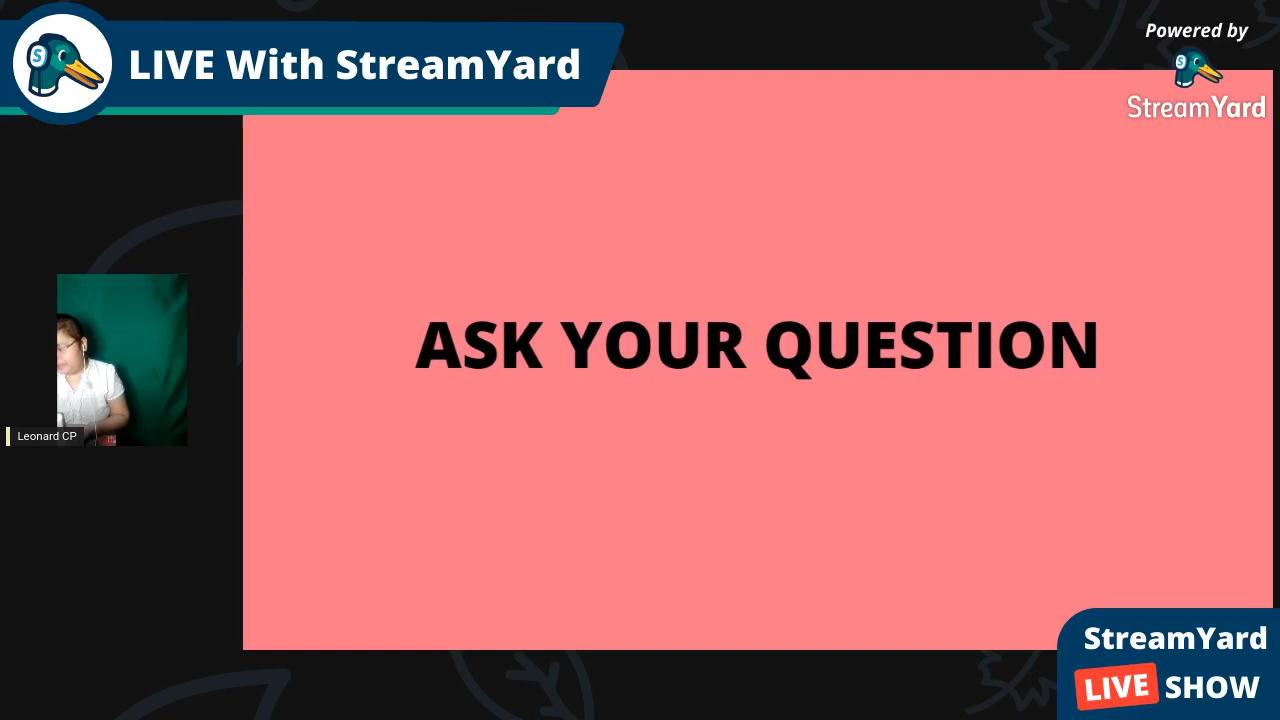 LIVE With StreamYard
Powered by
StreamYard
ASK YOUR QUESTION
Leonard CP
StreamYard
LIVE SHOW